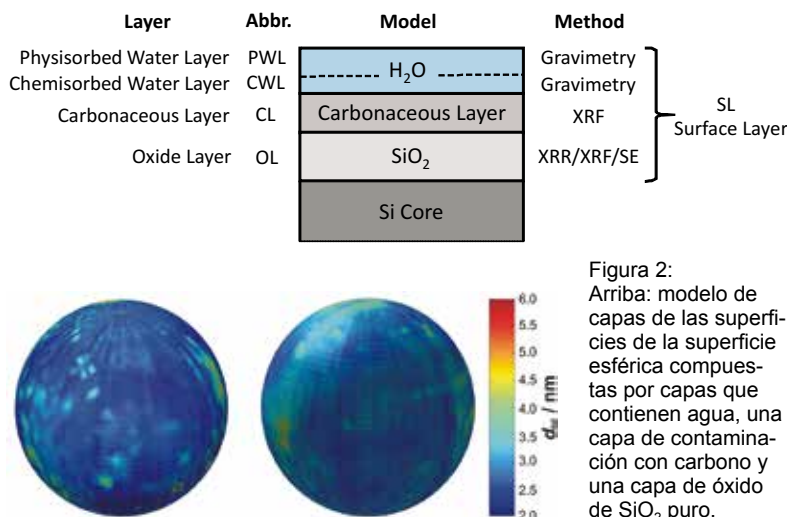 Layer Abbr. Model Method
Physisorbed Water Layer PWL Gravimetry
H₂O
Chemisorbed Water Layer CWL Gravimetry
Carbonaceous Layer CL Carbonaceous Layer XRF
Oxide Layer OL SiO₂ XRR/XRF/SE
Si Core
SL
Surface Layer
6.0
5.5
5.0
4.5
4.0
3.5
3.0
2.5
2.0
/ nm
Figura 2:
Arriba: modelo de
capas de las superfi-
cies de la superficie
esférica compues-
tas por capas que
contienen agua, una
capa de contamina-
ción con carbono y
una capa de óxido
de SiO₂ puro.